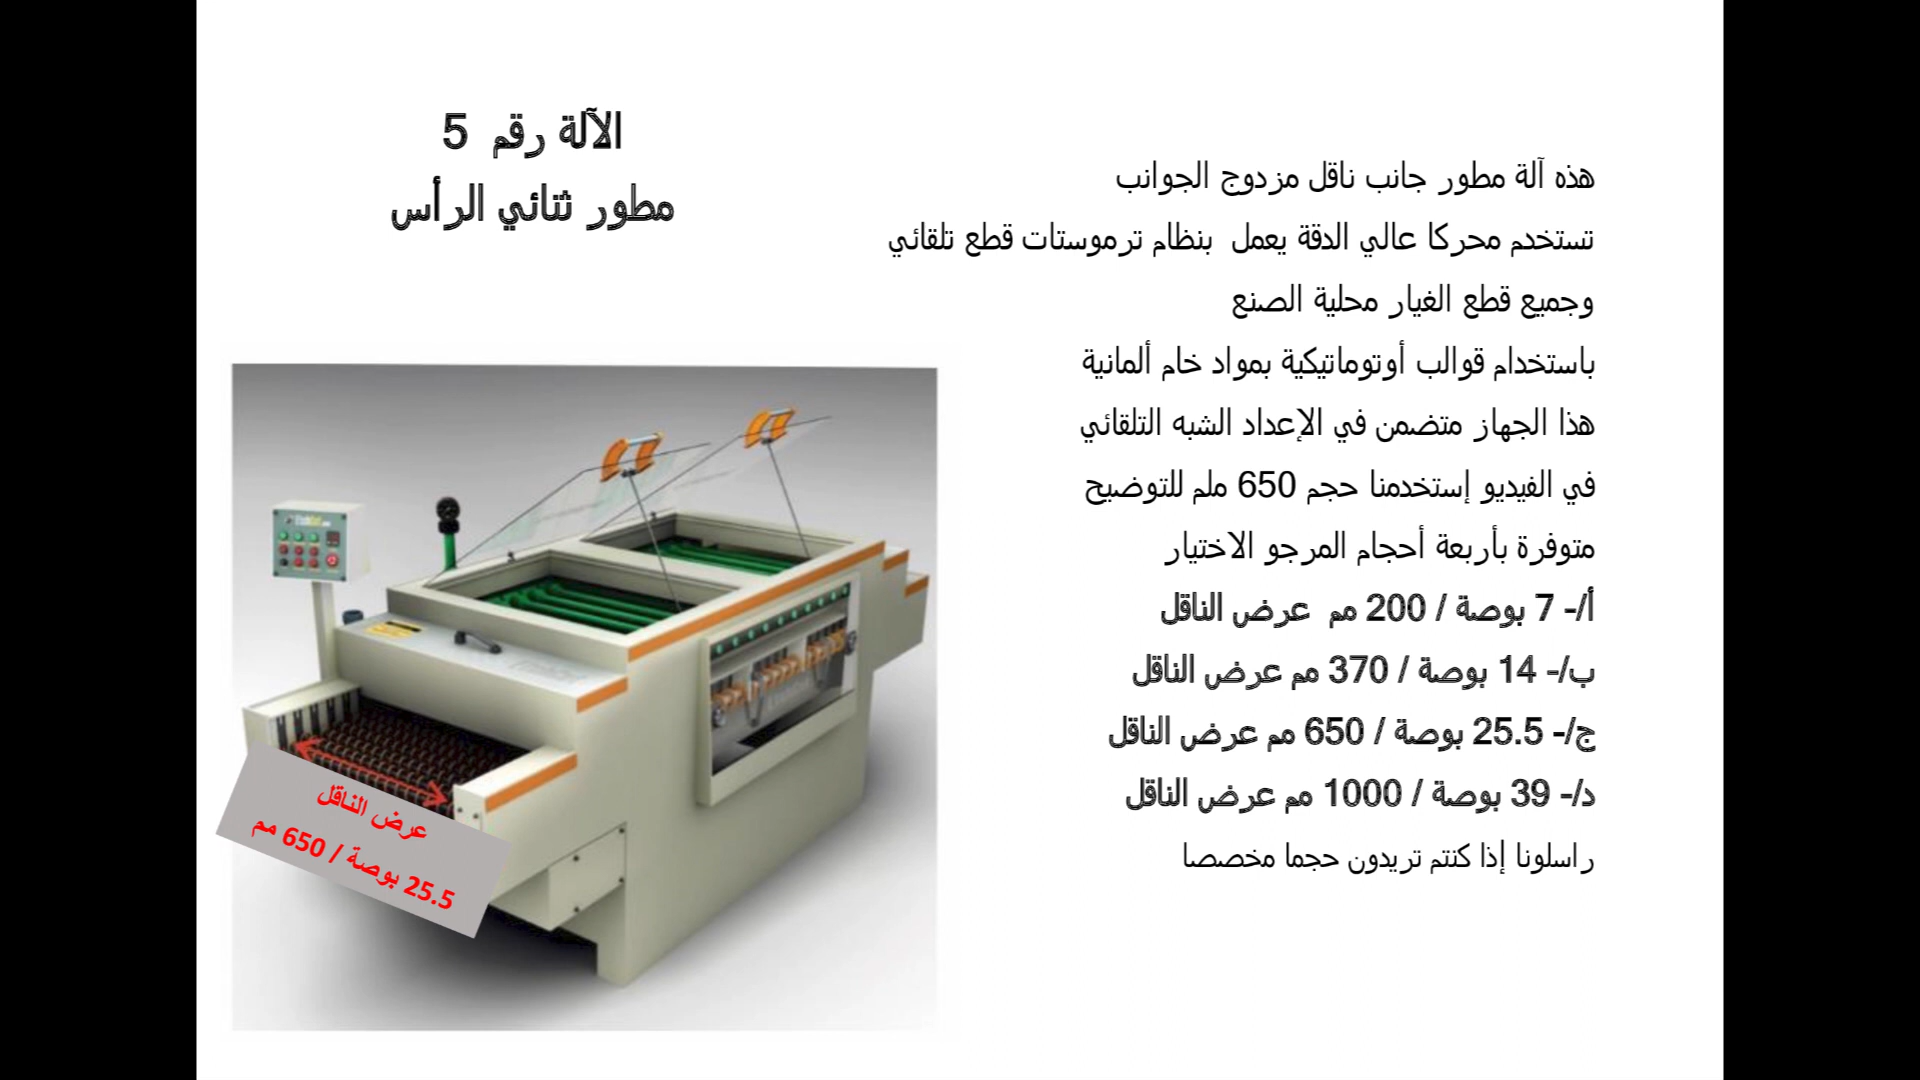 الآلة رقم 5
مطور ثنائي الرأس
هذه آلة مطور جانب ناقل مزدوج الجوانب
تستخدم محركا عالي الدقة يعمل بنظام ترموستات قطع تلقائي
وجميع قطع الغيار محلية الصنع
باستخدام قوالب أوتوماتيكية بمواد خام ألمانية
هذا الجهاز متضمن في الإعداد الشبه التلقائي
في الفيديو إستخدمنا حجم 650 ملم للتوضيح
متوفرة بأربعة أحجام المرجو الاختيار
أ/- 7 بوصة / 200 مم عرض الناقل
ب/- 14 بوصة / 370 مم عرض الناقل
ج/- 25.5 بوصة / 650 مم عرض الناقل
د/- 39 بوصة / 1000 مم عرض الناقل
راسلونا إذا كنتم تريدون حجما مخصصا
عرض الناقل
25.5 بوصة / 650 مم